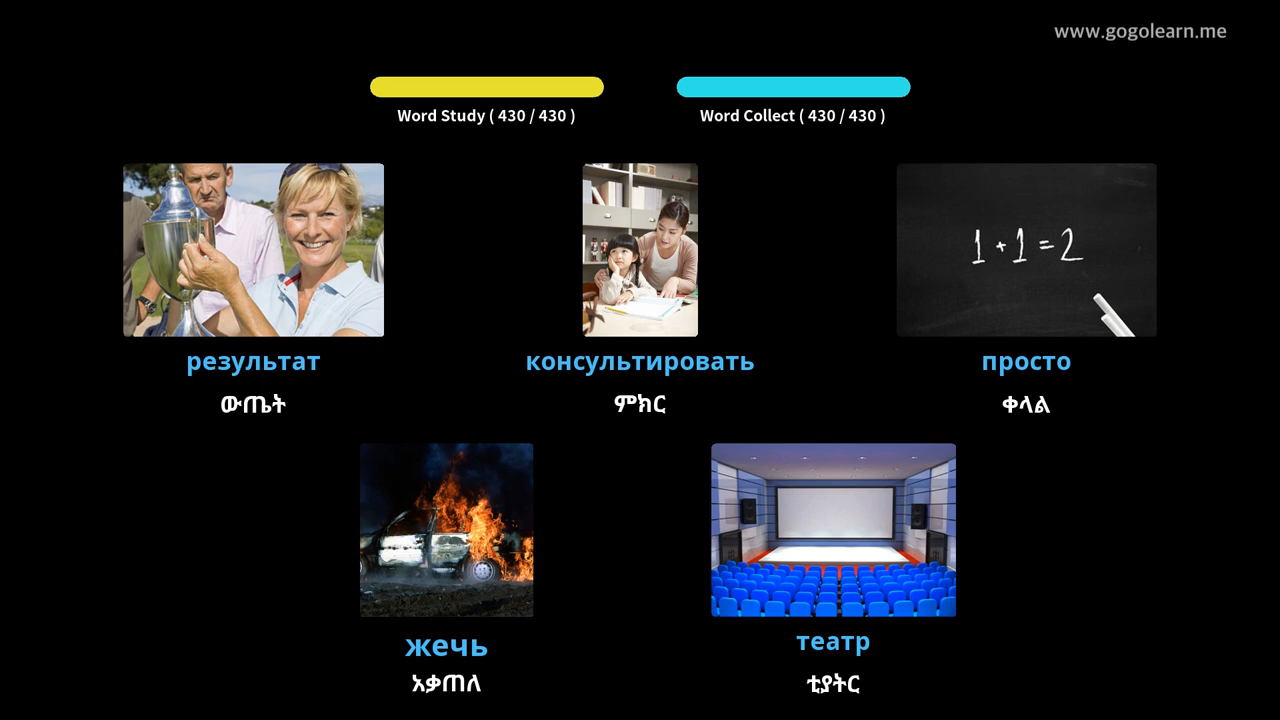 www.gogolearn.me
Word Study ( 430 / 430 )
Word Collect ( 430 / 430 )
1 + 1 = 2
результат
консультировать
просто
ውጤት
ምክር
ቀላል
жечь
театр
አቃጠለ
ቲያትር